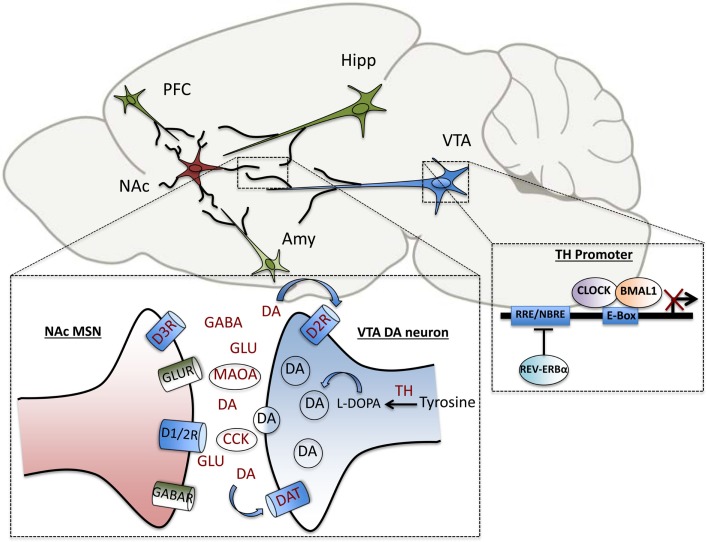 Hipp
PFC
VTA
NAc
Amy
TH Promoter
CLOCK
BMAL1
RRE/NBRE
E-Box
REV-ERBα
NAc MSN
VTA DA neuron
D3R
GABA
DA
D2R
GLU
GLUR
MAOA
DA
DA
TH
DA
L-DOPA
Tyrosine
D1/2R
DA
CCK
DA
GLU
DA
DA
GABAR
DAT